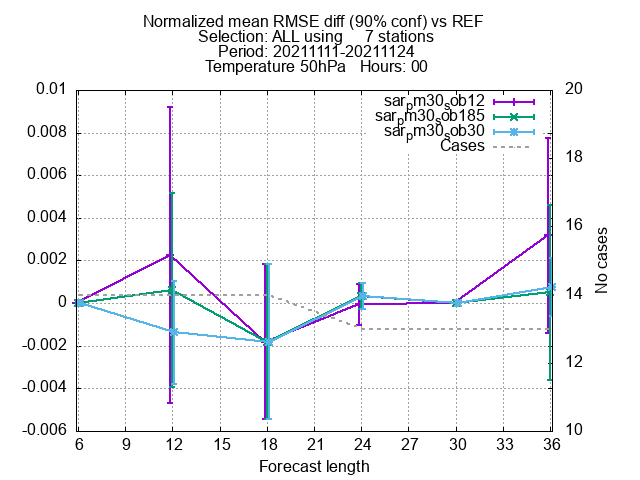 Normalized mean RMSE diff (90% conf) vs REF
Selection: ALL using     7 stations
Period: 20211111-20211124
Temperature 50hPa   Hours: 00
sar_pm30_sob12
sar_pm30_sob185
sar_pm30_sob30
Cases
0.01
0.008
0.006
0.004
0.002
0
-0.002
-0.004
-0.006
20
18
16
14
12
10
No cases
6 9 12 15 18 21 24 27 30 33 36
Forecast length